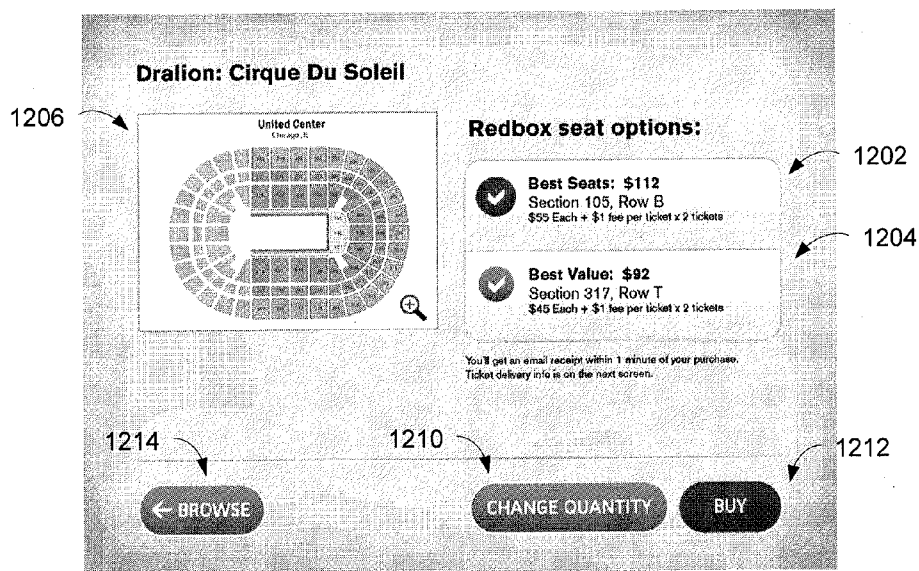 Dralion: Cirque Du Soleil
1206
United Center
Chicago, IL
Redbox seat options:
1202
Best Seats: $112
Section 105, Row B
$55 Each + $1 fee per ticket x 2 tickets
1204
Best Value: $92
Section 317, Row T
$45 Each + $1 fee per ticket x 2 tickets
You'll get an email receipt within 1 minute of your purchase.
Ticket delivery info is on the next screen.
1214
1210
1212
← BROWSE
CHANGE QUANTITY
BUY